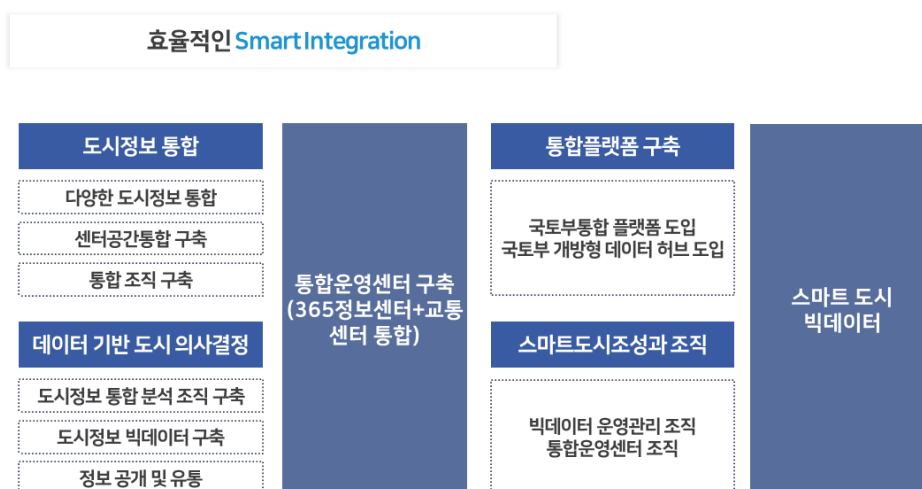 효율적인 Smart Integration
도시정보 통합
다양한 도시정보 통합
센터공간통합 구축
통합 조직 구축
데이터 기반 도시 의사결정
도시정보 통합 분석 조직 구축
도시정보 빅데이터 구축
정보 공개 및 유통
통합운영센터 구축
(365정보센터+교통
센터 통합)
통합플랫폼 구축
국토부통합 플랫폼 도입
국토부 개방형 데이터 허브 도입
스마트도시조성과 조직
빅데이터 운영관리 조직
통합운영센터 조직
스마트 도시
빅데이터